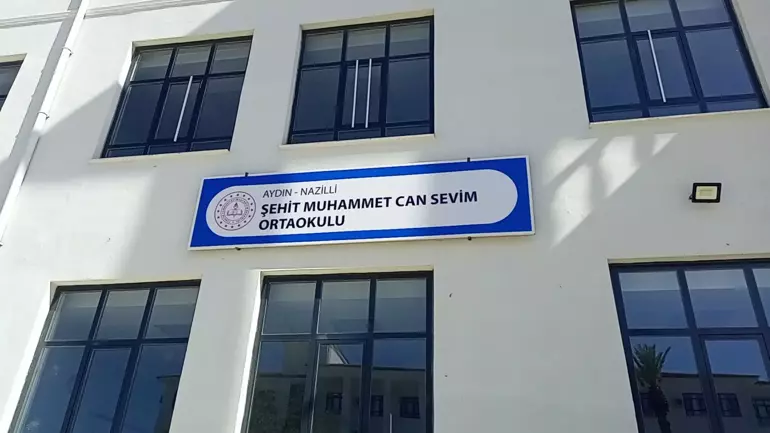 AYDIN - NAZİLLİ
ŞEHİT MUHAMMET CAN SEVİM
ORTAOKULU